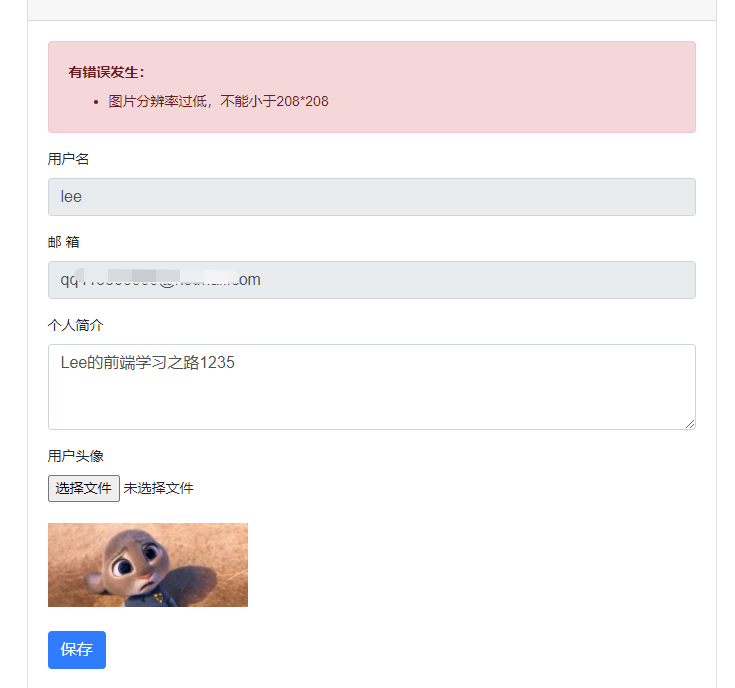 有错误发生：
图片分辨率过低，不能小于208*208
用户名
lee
邮 箱
个人简介
Lee的前端学习之路1235
用户头像
选择文件 未选择文件
保存